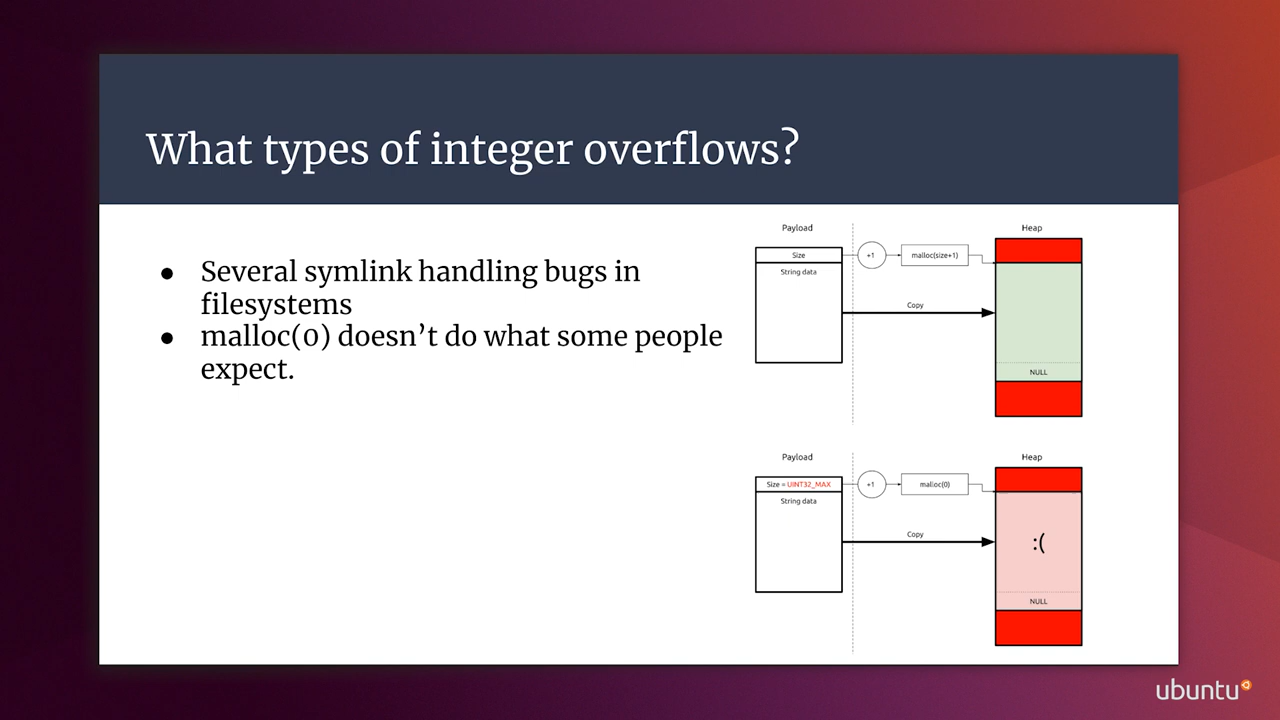 What types of integer overflows?
● Several symlink handling bugs in
filesystems
● malloc(0) doesn’t do what some people
expect.
Payload
Heap
Size
+1
malloc(size+1)
String data
Copy
NULL
Payload
Heap
Size = UINT32_MAX
+1
malloc(0)
String data
Copy
:(
NULL
ubuntu